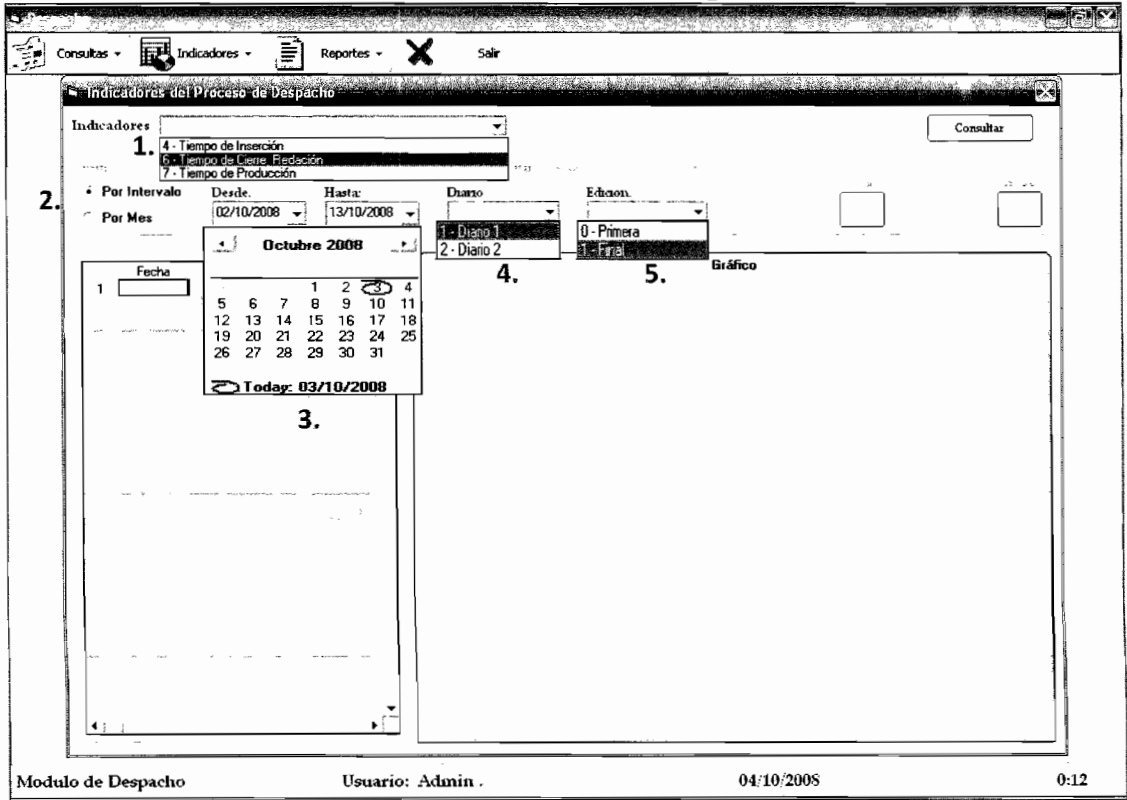 Consultas Indicadores Reportes Salir
Indicadores del Proceso de Despacho
Indicadores
Consultar
1.
4 - Tiempo de Inserción
6 - Tiempo de Cierre Redación
7 - Tiempo de Producción
2.
Por Intervalo
Por Mes
Desde.
02/10/2008
Hasta:
13/10/2008
Diario
Edicion.
1 - Diario 1
2 - Diario 2
4.
0 - Primera
1 - Final
5.
Octubre 2008
1 2 3 4
5 6 7 8 9 10 11
12 13 14 15 16 17 18
19 20 21 22 23 24 25
26 27 28 29 30 31
Today: 03/10/2008
3.
Fecha
1
Gráfico
Modulo de Despacho Usuario: Admin . 04/10/2008 0:12